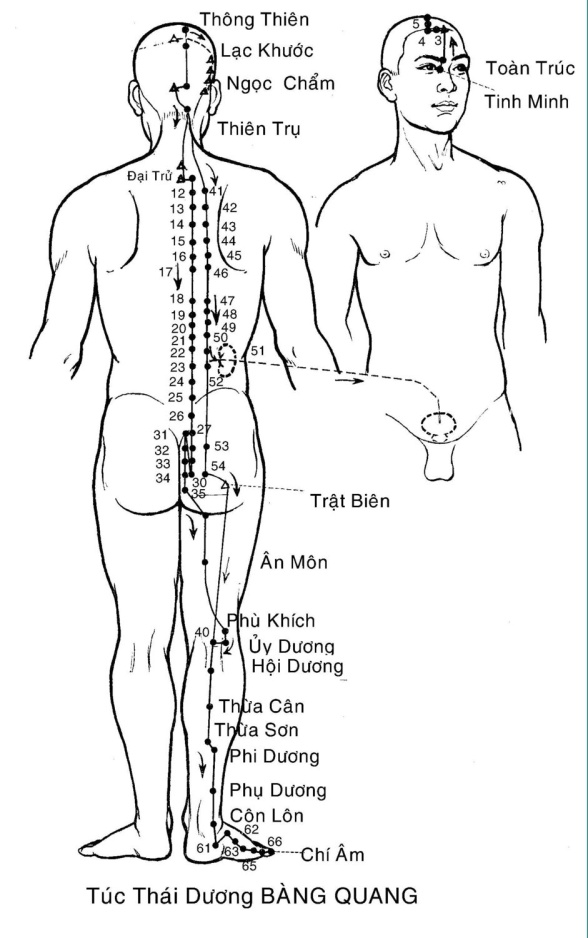 Thông Thiên
Lạc Khước
Ngọc Chẩm
Thiên Trụ
5
4 3
Toàn Trúc
Tinh Minh
Đại Trử
12
13
14
15
16
17
18
19
20
21
22
23
24
25
26
27
31
32
33
34
30
35
41
42
43
44
45
46
47
48
49
50
51
52
53
54
Trật Biên
Ân Môn
Phù Khích
40
Ủy Dương
Hội Dương
Thừa Cân
Thừa Sơn
Phi Dương
Phụ Dương
Côn Lôn
61
62
63
65
66
Chí Âm
Túc Thái Dương BÀNG QUANG